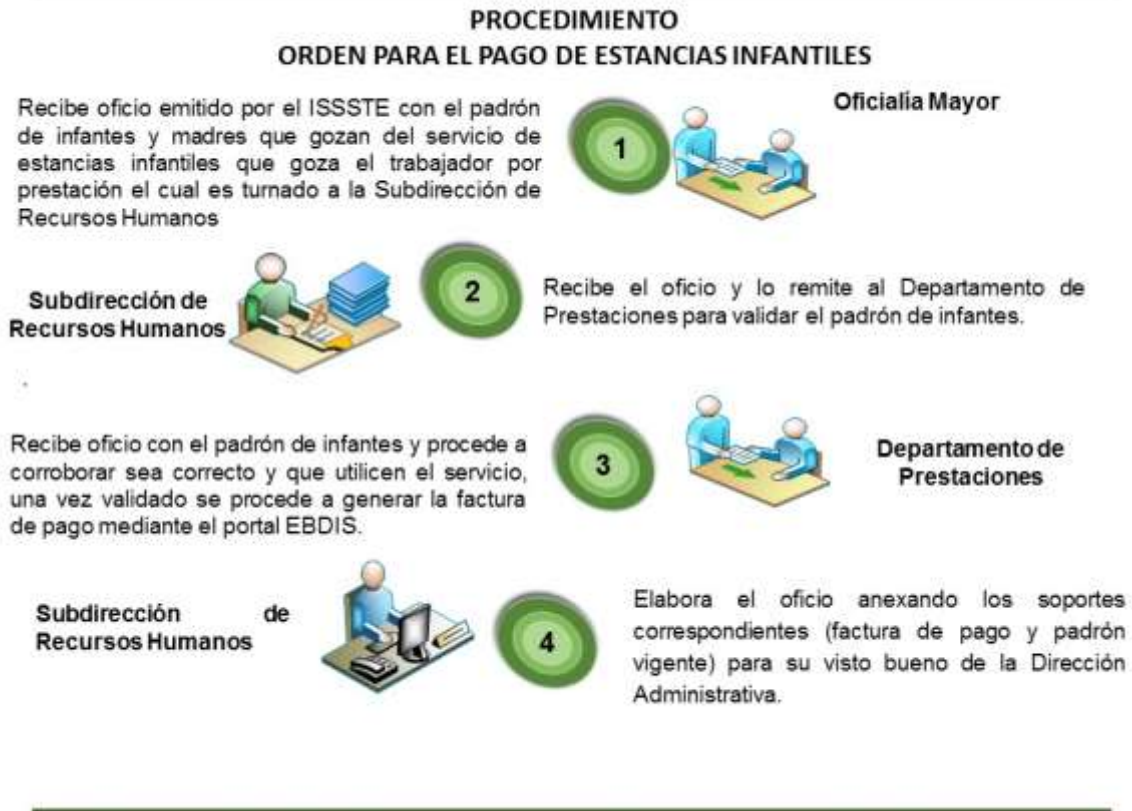 PROCEDIMIENTO
ORDEN PARA EL PAGO DE ESTANCIAS INFANTILES
Recibe oficio emitido por el ISSSTE con el padrón
de infantes y madres que gozan del servicio de
estancias infantiles que goza el trabajador por
prestación el cual es turnado a la Subdirección de
Recursos Humanos
1
Oficialía Mayor
Subdirección de
Recursos Humanos
2
Recibe el oficio y lo remite al Departamento de
Prestaciones para validar el padrón de infantes.
.
Recibe oficio con el padrón de infantes y procede a
corroborar sea correcto y que utilicen el servicio,
una vez validado se procede a generar la factura
de pago mediante el portal EBDIS.
3
Departamento de
Prestaciones
Subdirección de
Recursos Humanos
4
Elabora el oficio anexando los soportes
correspondientes (factura de pago y padrón
vigente) para su visto bueno de la Dirección
Administrativa.